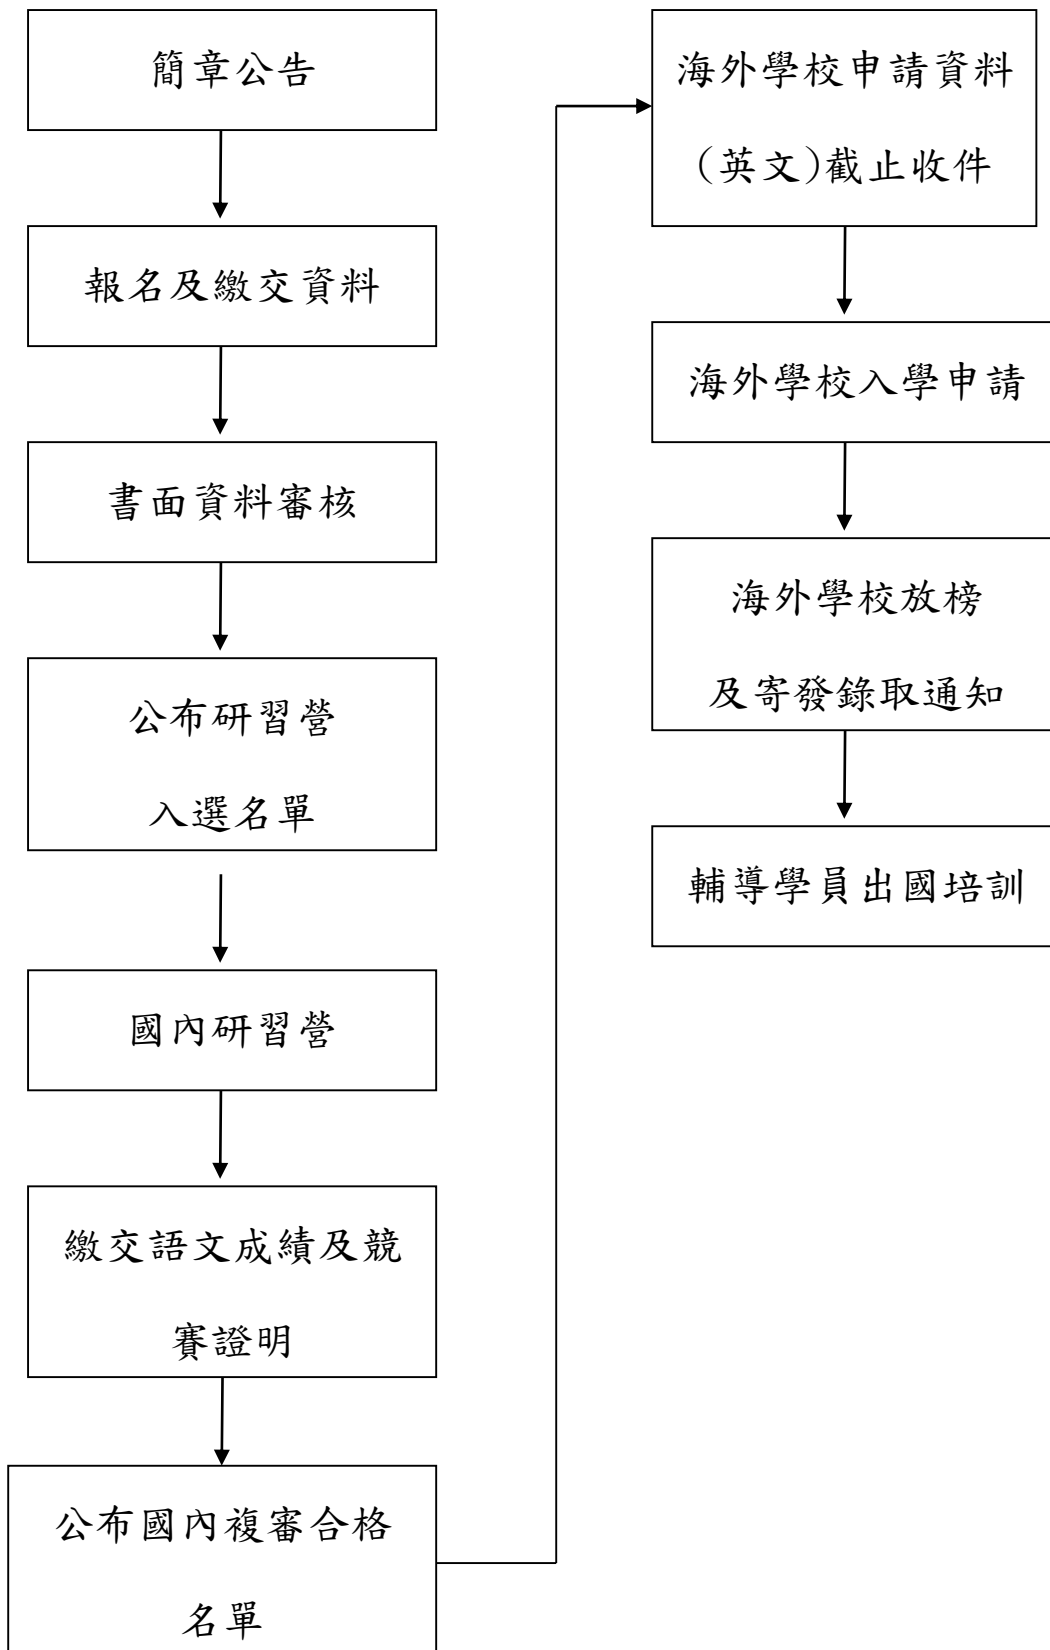 簡章公告
報名及繳交資料
書面資料審核
公布研習營
入選名單
國內研習營
繳交語文成績及競
賽證明
公布國內複審合格
名單
海外學校申請資料
(英文)截止收件
海外學校入學申請
海外學校放榜
及寄發錄取通知
輔導學員出國培訓